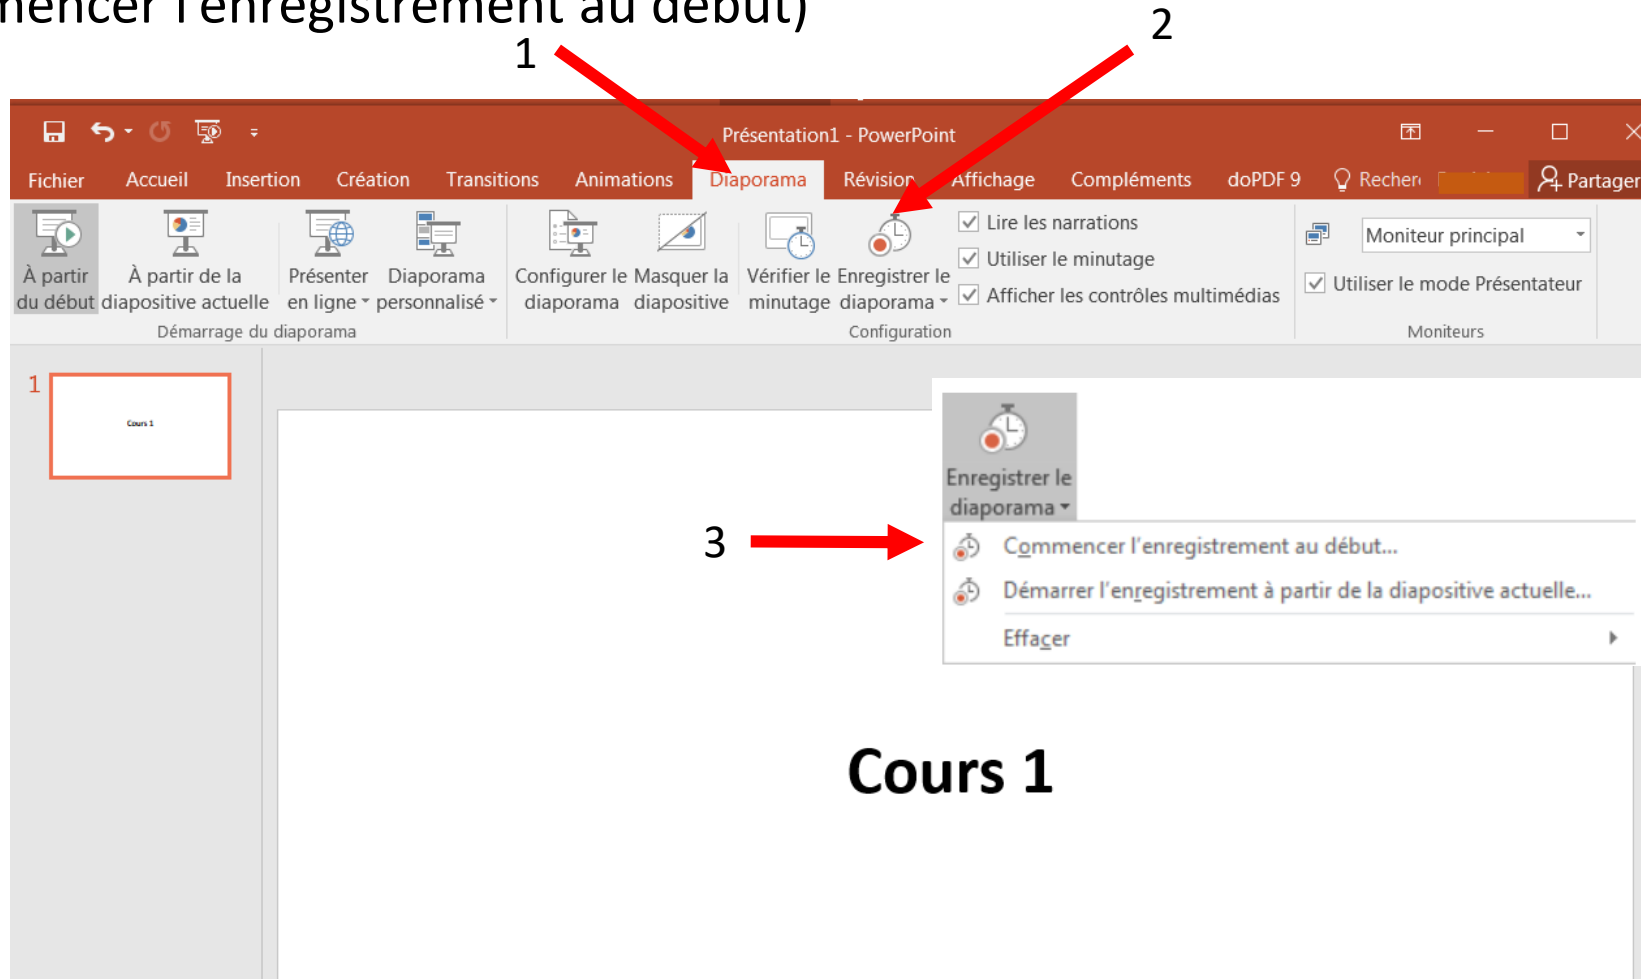 mencer l'enregistrement au début)
1
2
Présentation1 - PowerPoint
Fichier Accueil Insertion Création Transitions Animations Diaporama Révision Affichage Compléments doPDF 9 Partager
À partir du début
À partir de la diapositive actuelle
Présenter en ligne
Diaporama personnalisé
Démarrage du diaporama
Configurer le diaporama
Masquer la diapositive
Vérifier le minutage
Enregistrer le diaporama
Lire les narrations
Utiliser le minutage
Afficher les contrôles multimédias
Configuration
Moniteur principal
Utiliser le mode Présentateur
Moniteurs
1
Cours 1
Enregistrer le
diaporama
3
Commencer l'enregistrement au début...
Démarrer l'enregistrement à partir de la diapositive actuelle...
Effacer
Cours 1